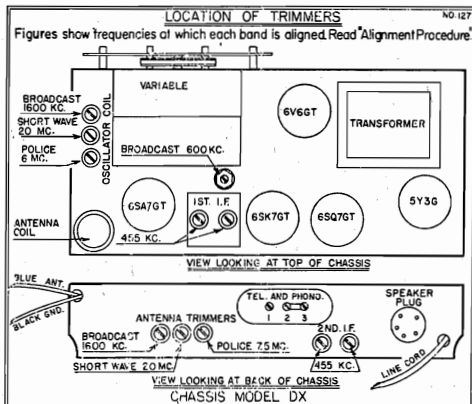 LOCATION OF TRIMMERS
NO. 127
Figures show frequencies at which each band is aligned. Read "Alignment Procedure."
VARIABLE
BROADCAST
1600 KC.
SHORT WAVE
20 MC.
POLICE
6 MC.
OSCILLATOR COIL
BROADCAST 600 KC.
6V6GT
TRANSFORMER
6SA7GT
1ST. I.F.
455 KC.
6SK7GT
6SQ7GT
5Y3G
ANTENNA
COIL
VIEW LOOKING AT TOP OF CHASSIS
BLUE ANT.
BLACK GND.
TEL. AND PHONO.
1 2 3
SPEAKER
PLUG
ANTENNA TRIMMERS
BROADCAST
1600 KC.
POLICE 7.5 MC.
SHORT WAVE 20 MC.
2ND. I.F.
455 KC.
LINE CORD
VIEW LOOKING AT BACK OF CHASSIS
CHASSIS MODEL DX